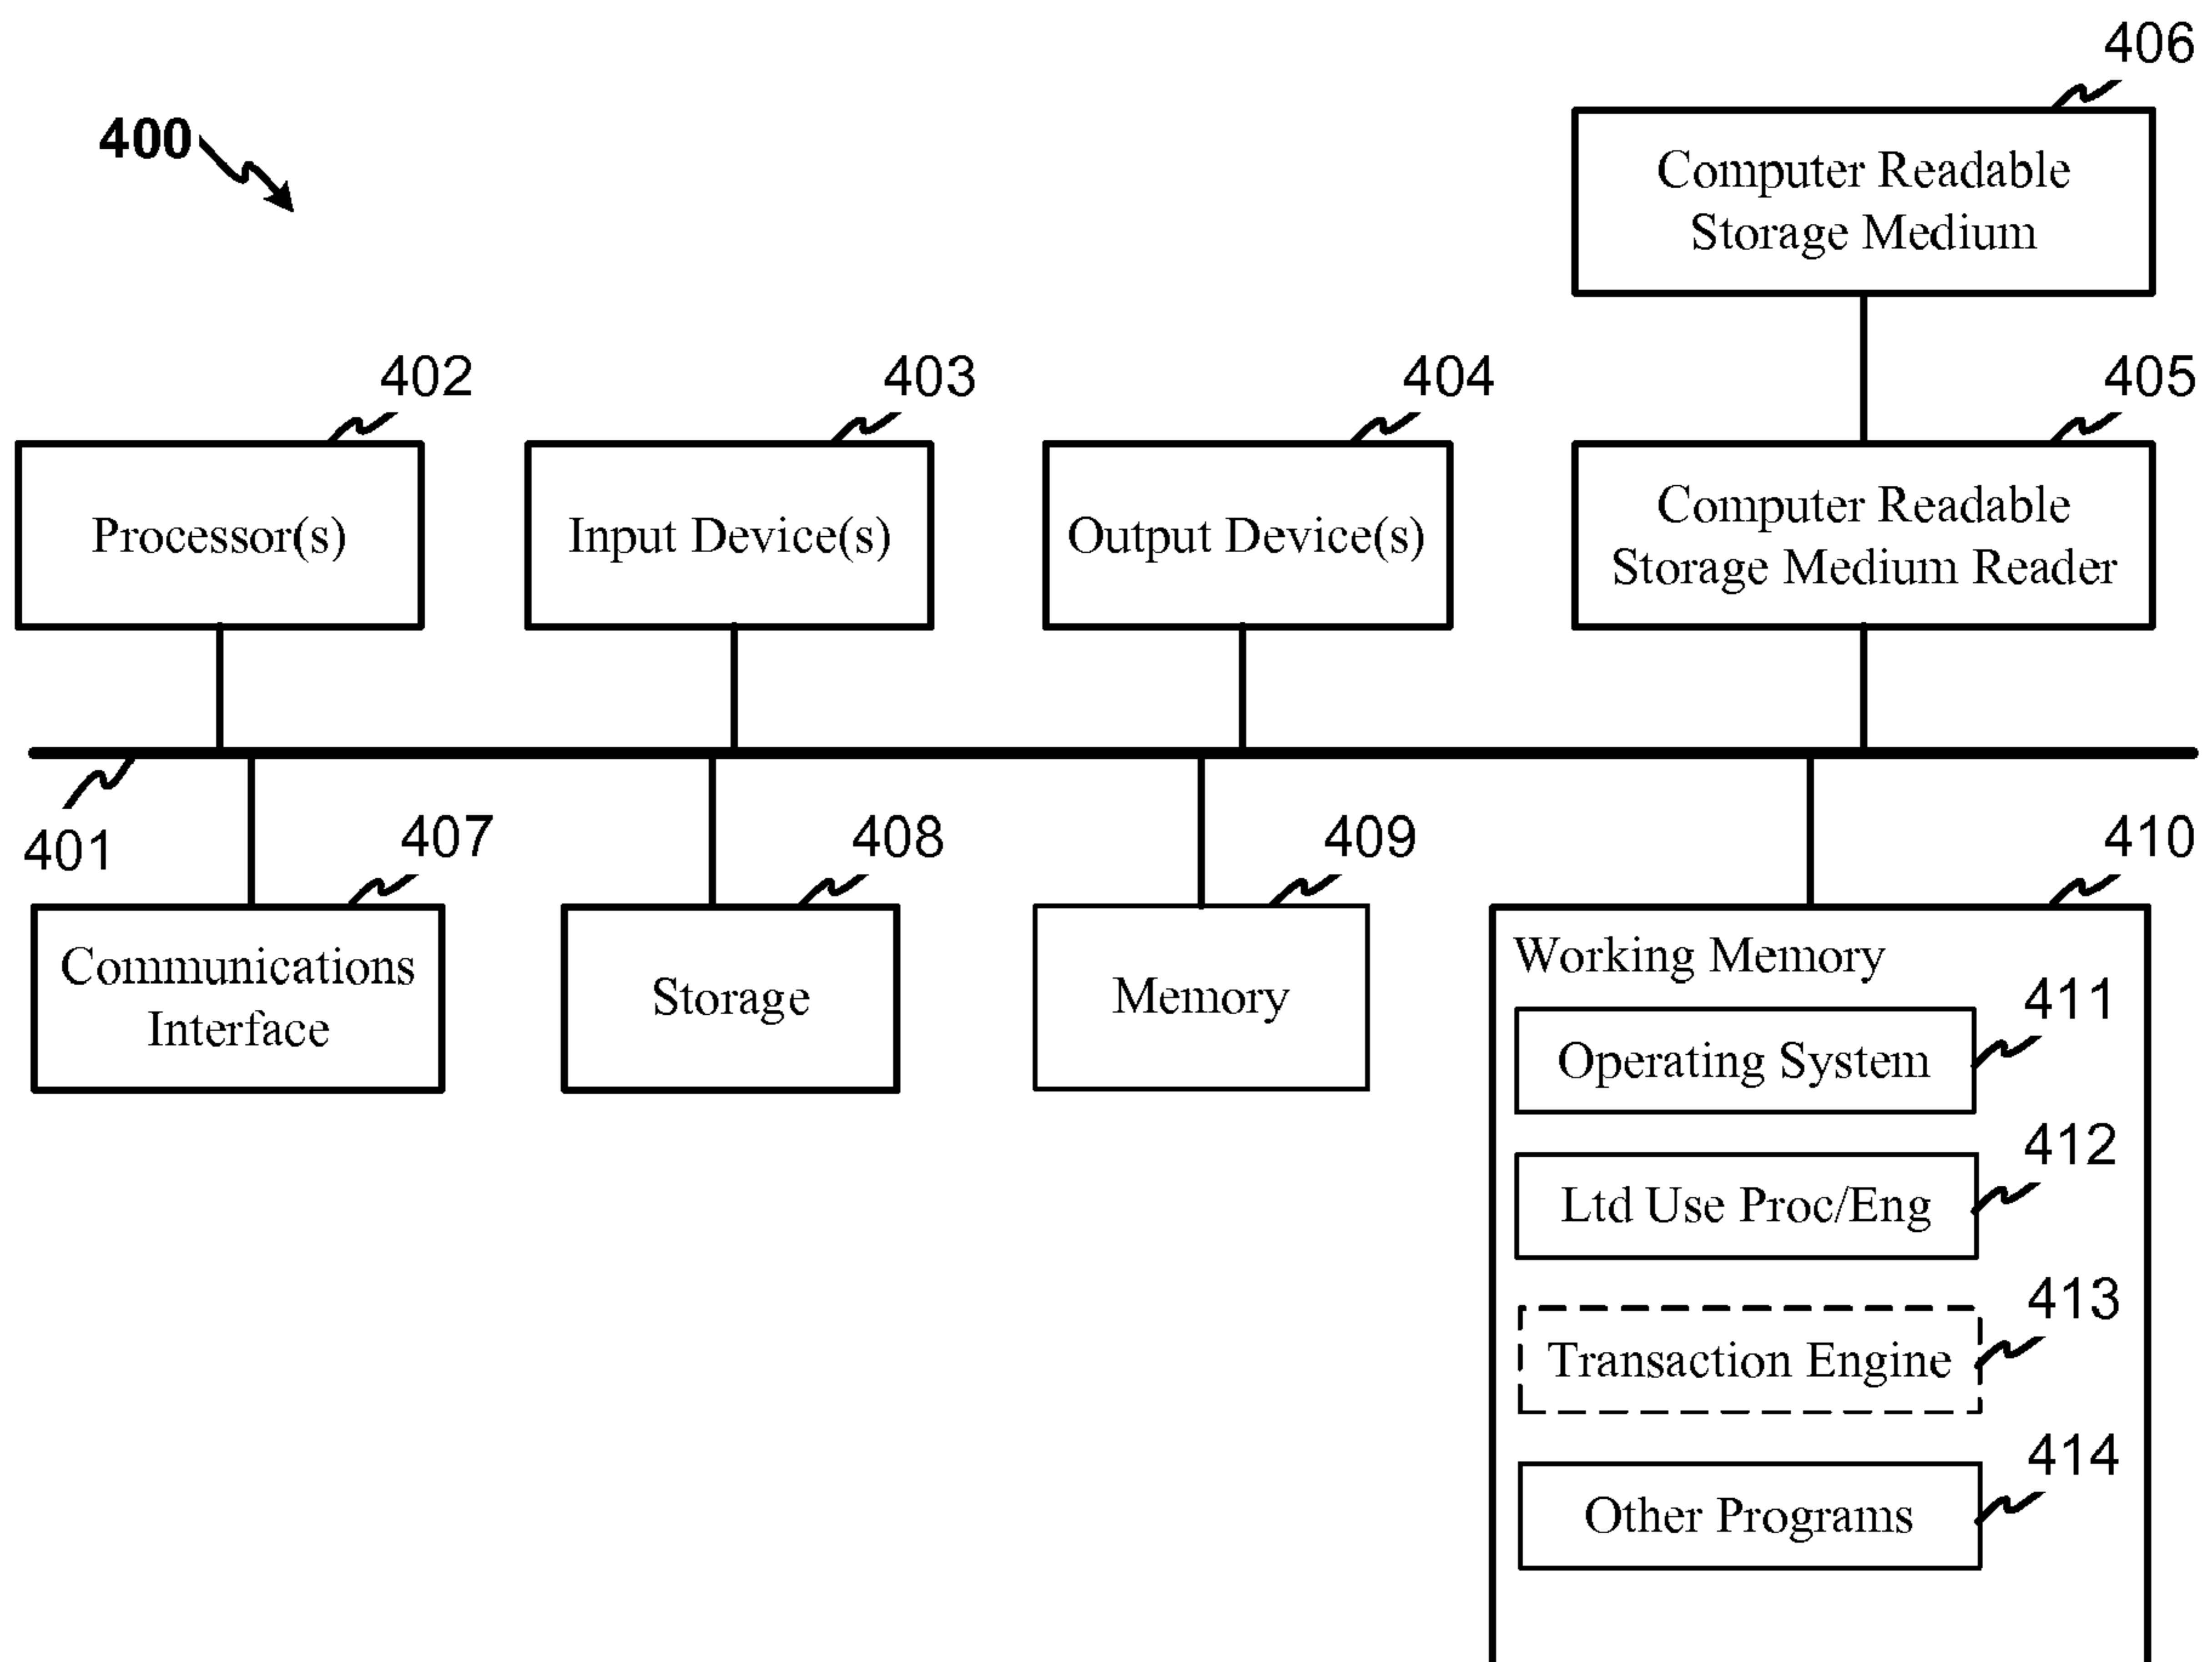 406
400
Computer Readable
Storage Medium
402
403
404
405
Processor(s)
Input Device(s)
Output Device(s)
Computer Readable
Storage Medium Reader
401
407
408
409
410
Communications
Interface
Storage
Memory
Working Memory
411
Operating System
412
Ltd Use Proc/Eng
413
Transaction Engine
414
Other Programs